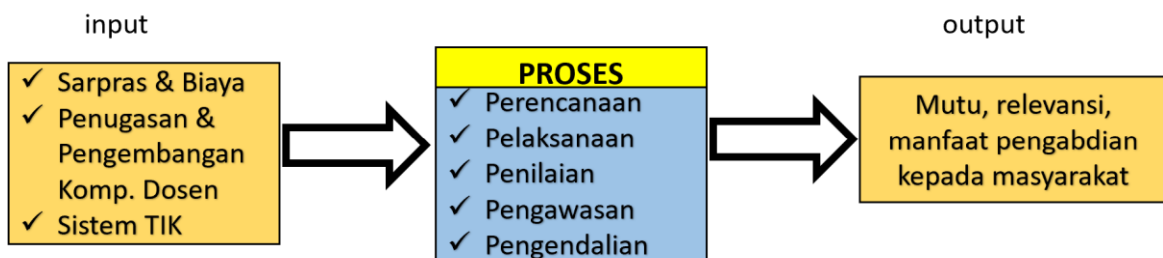 input
✓ Sarpras & Biaya
✓ Penugasan &
Pengembangan
Komp. Dosen
✓ Sistem TIK
PROSES
✓ Perencanaan
✓ Pelaksanaan
✓ Penilaian
✓ Pengawasan
✓ Pengendalian
output
Mutu, relevansi,
manfaat pengabdian
kepada masyarakat